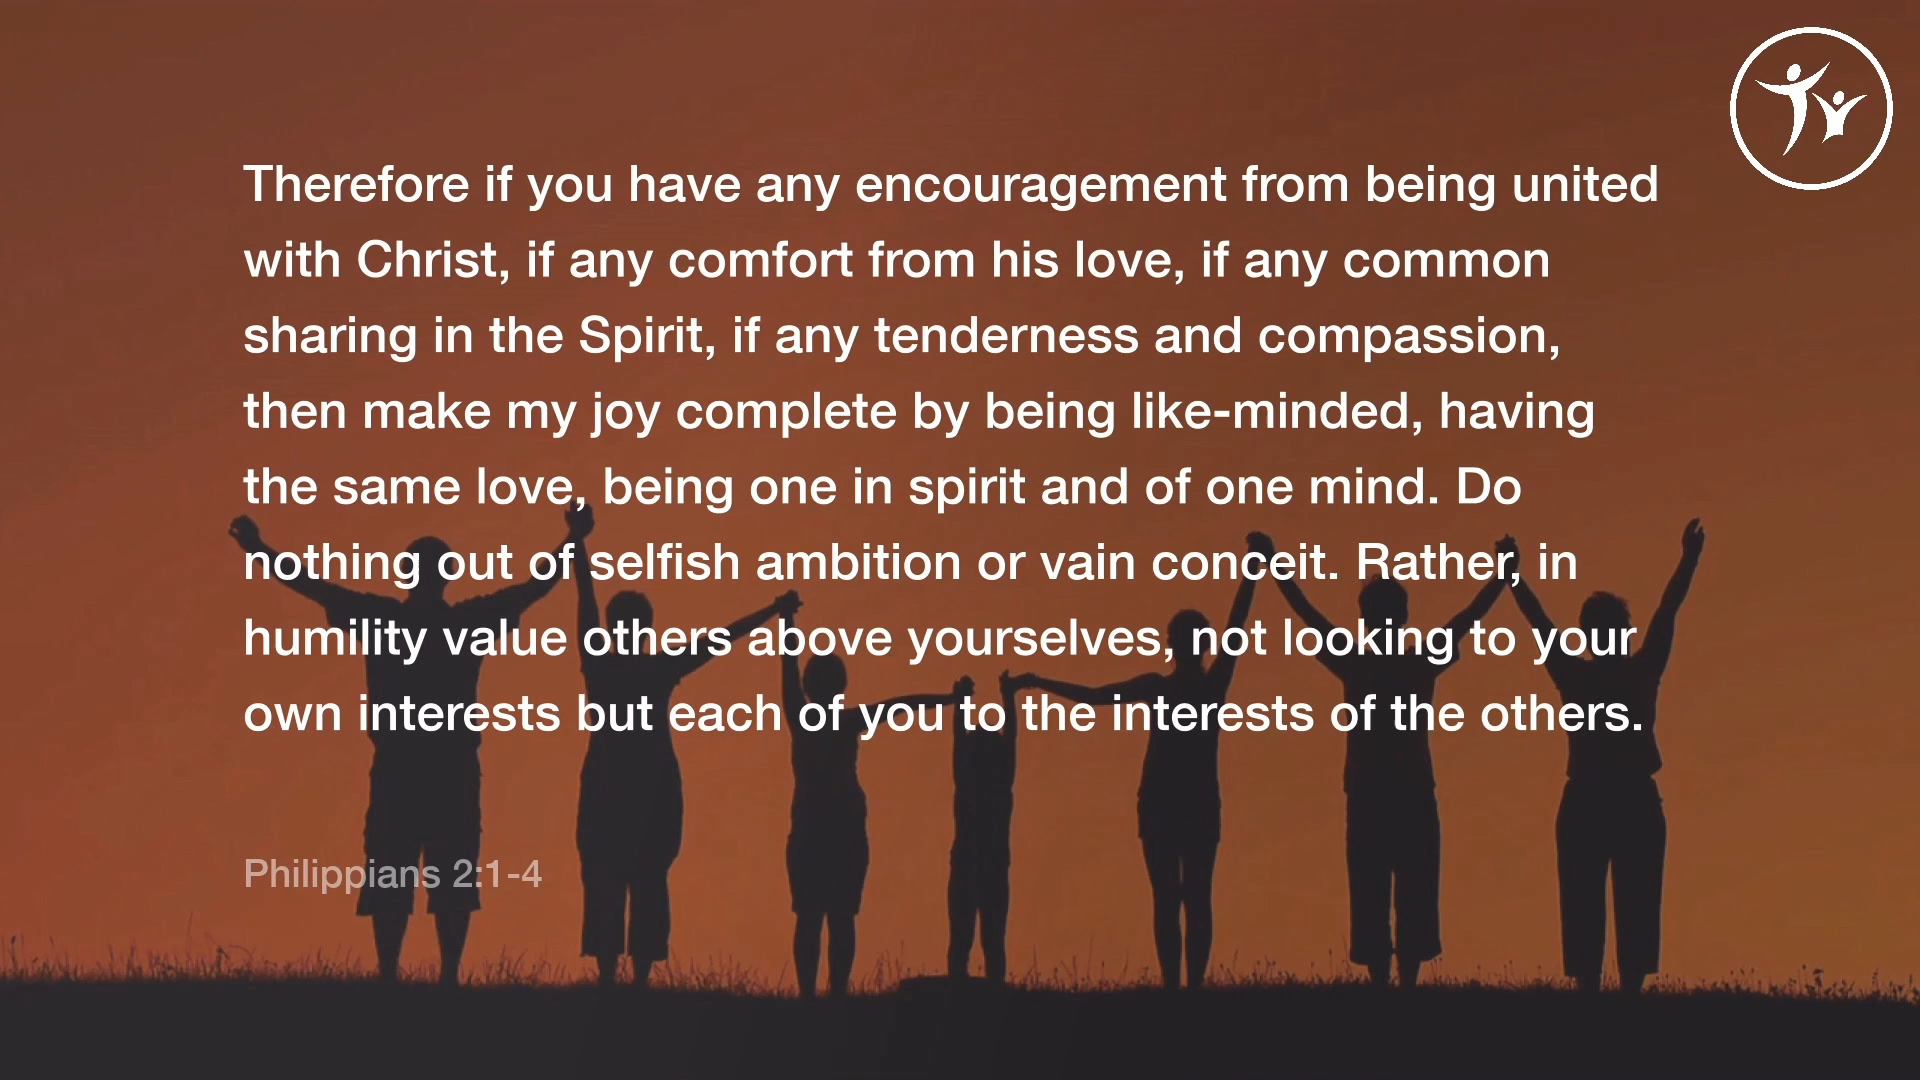 Therefore if you have any encouragement from being united
with Christ, if any comfort from his love, if any common
sharing in the Spirit, if any tenderness and compassion,
then make my joy complete by being like-minded, having
the same love, being one in spirit and of one mind. Do
nothing out of selfish ambition or vain conceit. Rather, in
humility value others above yourselves, not looking to your
own interests but each of you to the interests of the others.
Philippians 2:1-4